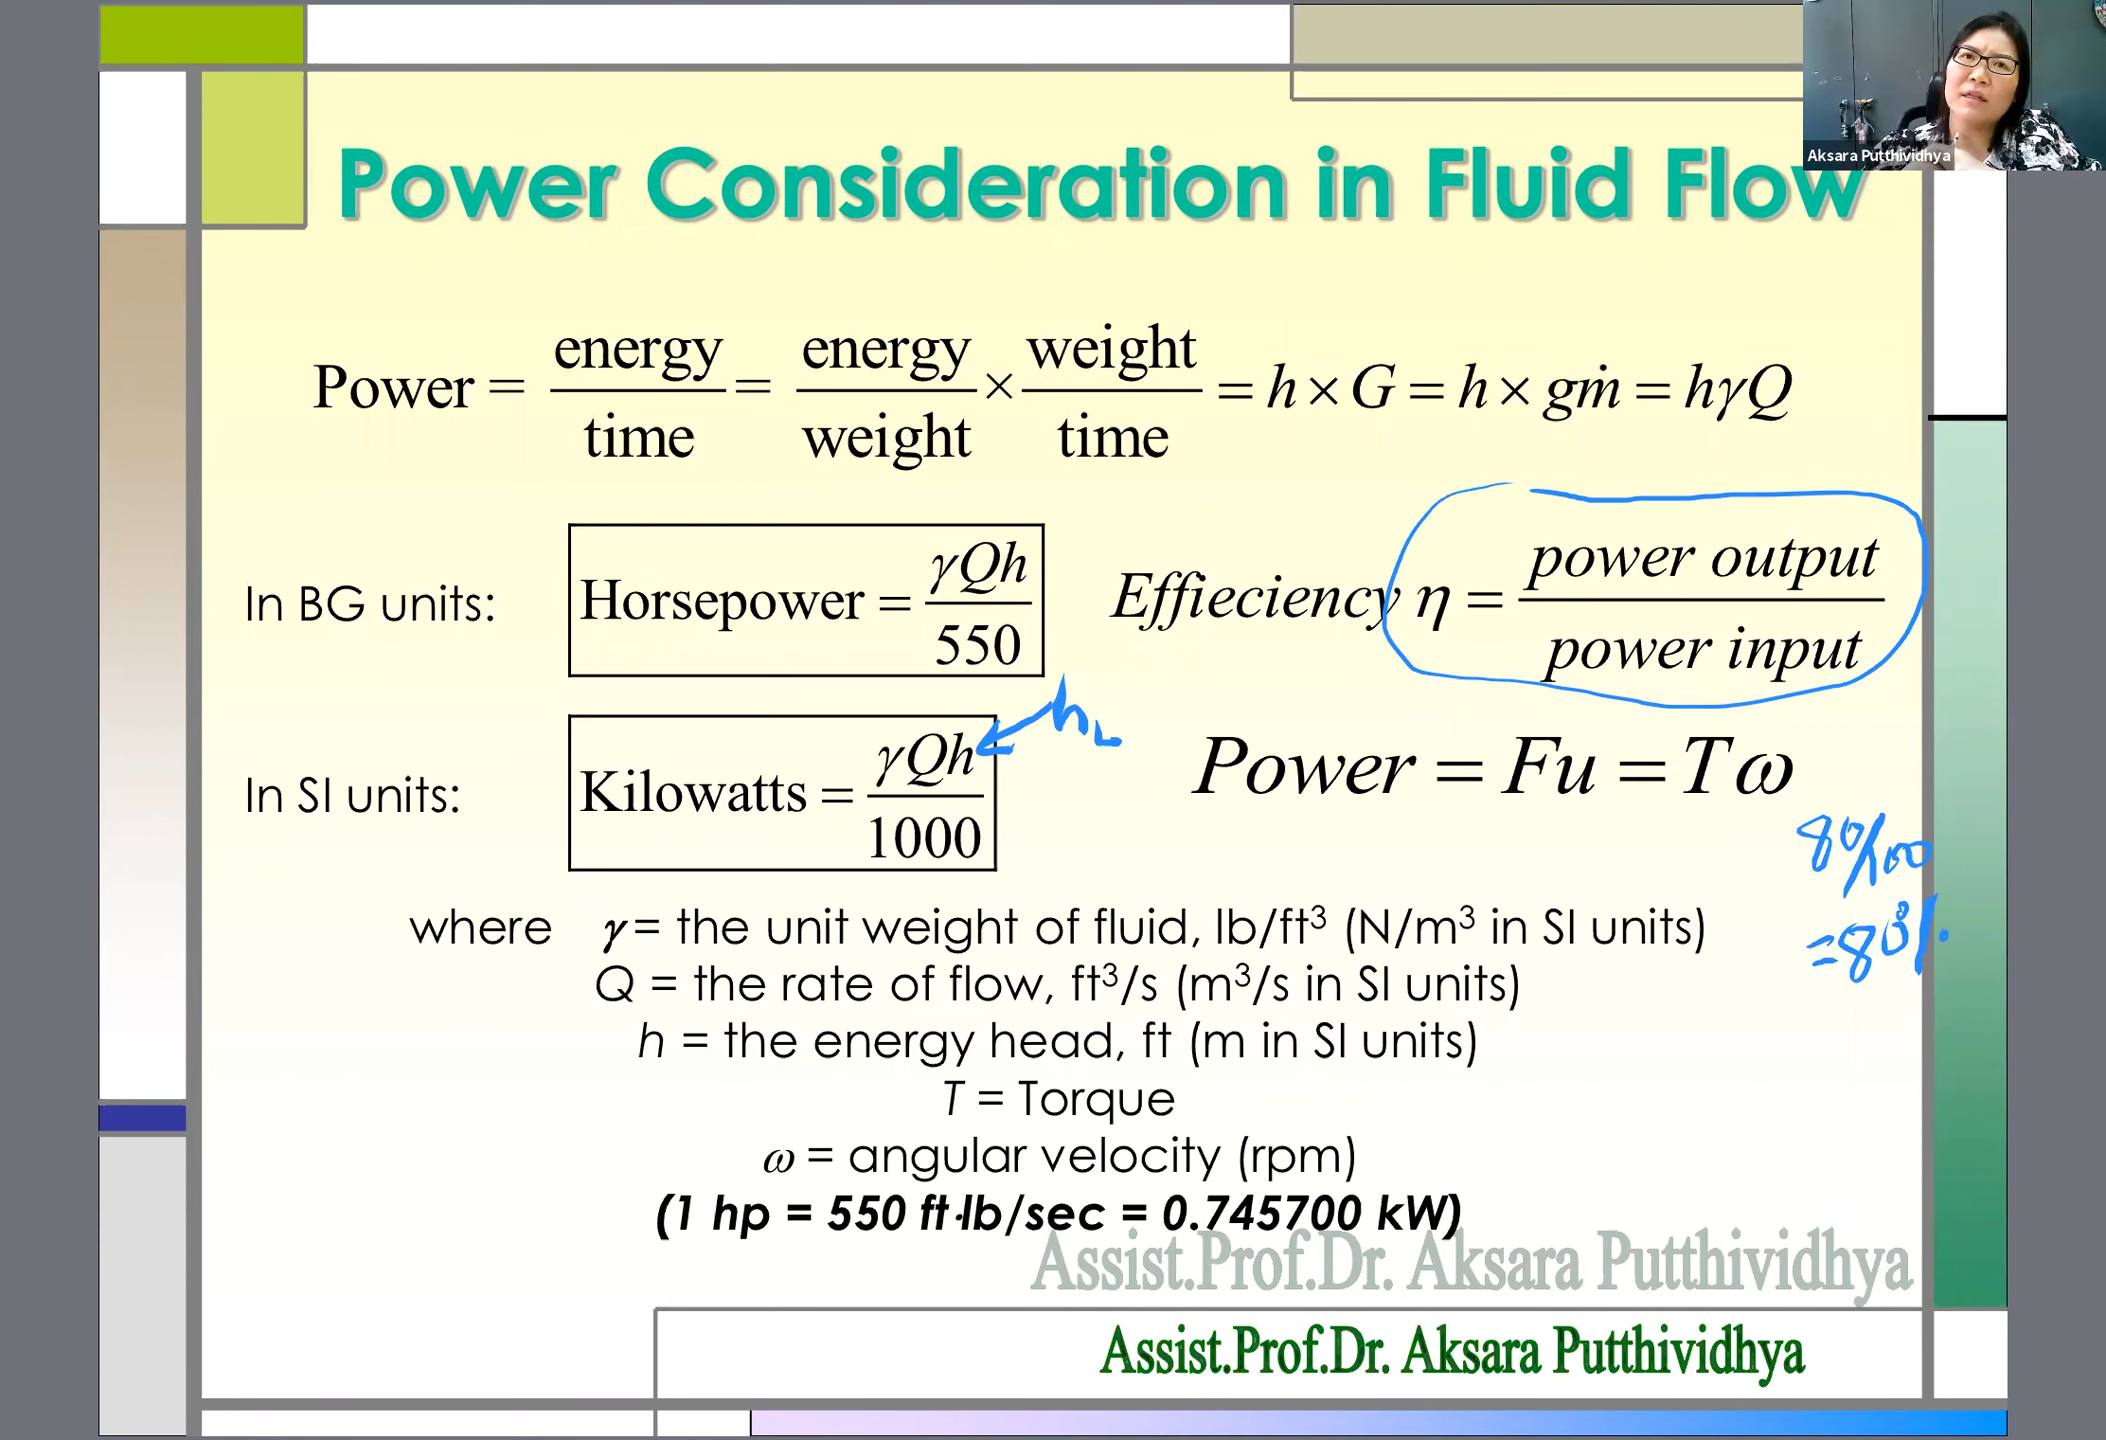 Aksara Putthividhya
Power Consideration in Fluid Flow
Power = energy/time = energy/weight × weight/time = h × G = h × gṁ = hγQ
In BG units: Horsepower = γQh/550 Effieciency η = power output/power input
h_L
In SI units: Kilowatts = γQh/1000 Power = Fu = Tω
80/100
= 80%
where γ = the unit weight of fluid, lb/ft³ (N/m³ in SI units)
Q = the rate of flow, ft³/s (m³/s in SI units)
h = the energy head, ft (m in SI units)
T = Torque
ω = angular velocity (rpm)
(1 hp = 550 ft·lb/sec = 0.745700 kW)
Assist.Prof.Dr. Aksara Putthividhya
Assist.Prof.Dr. Aksara Putthividhya